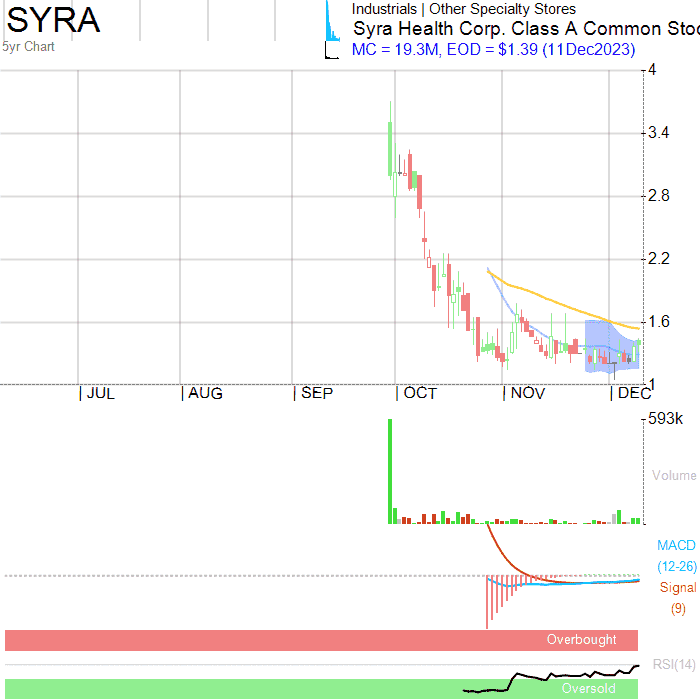 SYRA
Industrials | Other Specialty Stores
Syra Health Corp. Class A Common Stoc
5yr Chart
MC = 19.3M, EOD = $1.39 (11Dec2023)
4
3.4
2.8
2.2
1.6
1
JUL AUG SEP OCT NOV DEC
593k
Volume
MACD
(12-26)
Signal
(9)
Overbought
RSI(14)
Oversold